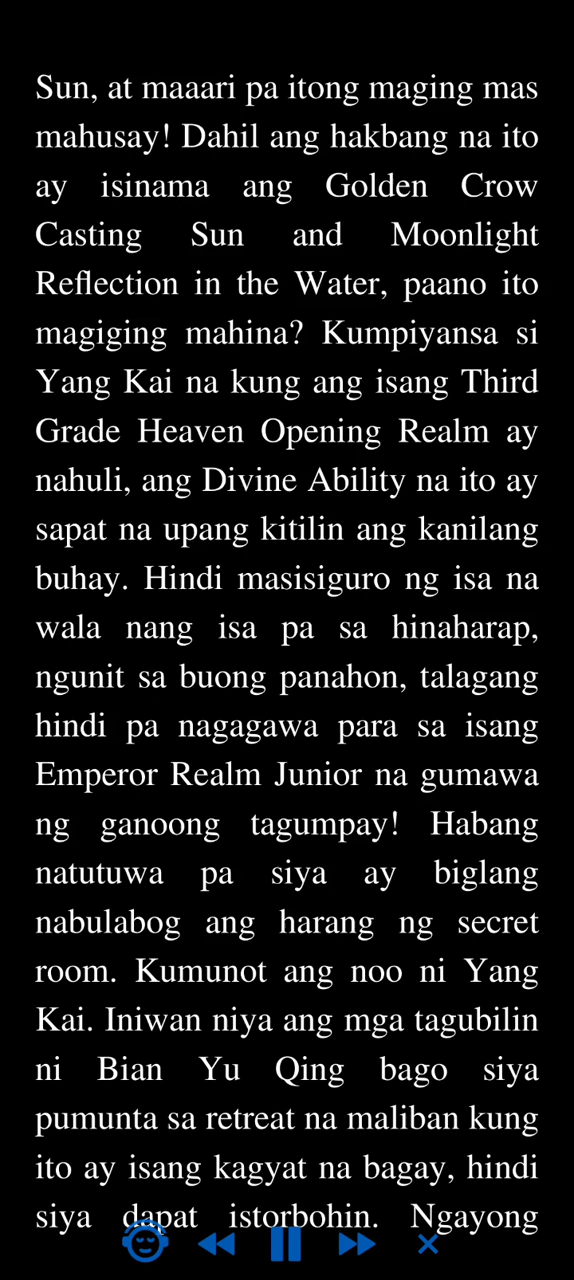 Sun, at maaari pa itong maging mas
mahusay! Dahil ang hakbang na ito
ay isinama ang Golden Crow
Casting Sun and Moonlight
Reflection in the Water, paano ito
magiging mahina? Kumpiyansa si
Yang Kai na kung ang isang Third
Grade Heaven Opening Realm ay
nahuli, ang Divine Ability na ito ay
sapat na upang kitilin ang kanilang
buhay. Hindi masisiguro ng isa na
wala nang isa pa sa hinaharap,
ngunit sa buong panahon, talagang
hindi pa nagagawa para sa isang
Emperor Realm Junior na gumawa
ng ganoong tagumpay! Habang
natutuwa pa siya ay biglang
nabulabog ang harang ng secret
room. Kumunot ang noo ni Yang
Kai. Iniwan niya ang mga tagubilin
ni Bian Yu Qing bago siya
pumunta sa retreat na maliban kung
ito ay isang kagyat na bagay, hindi
siya dapat istorbohin. Ngayong